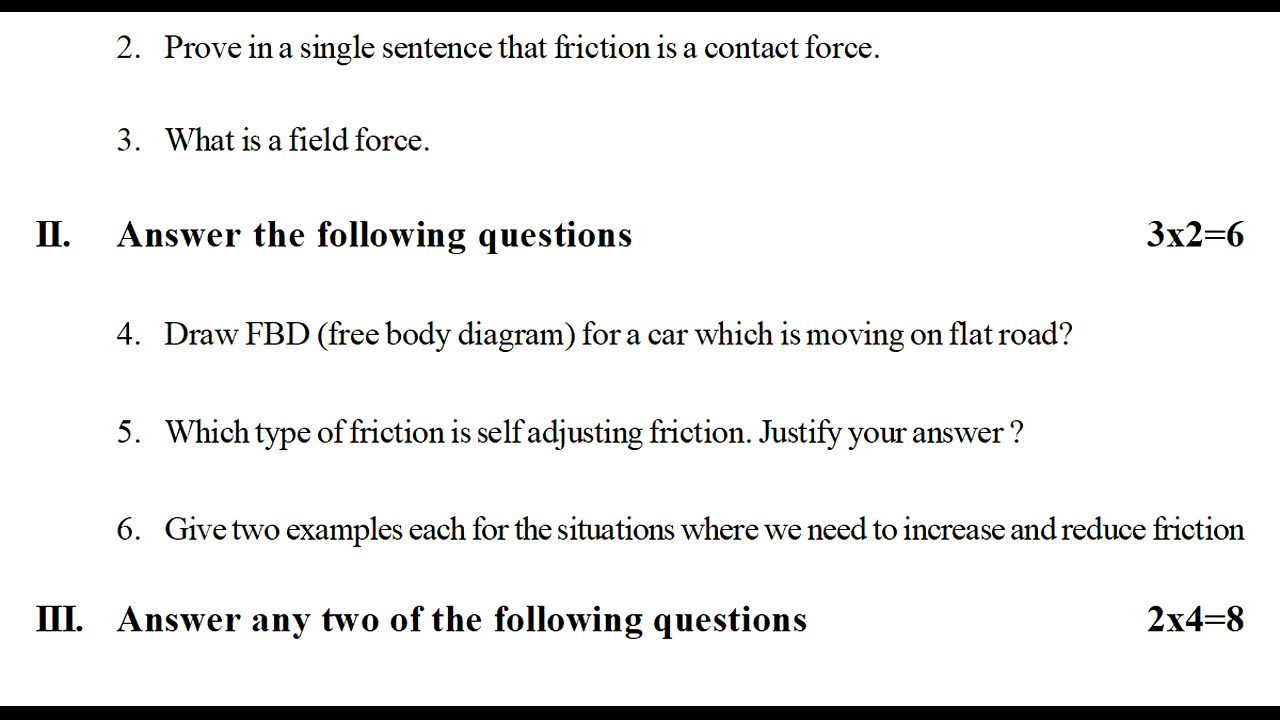 2. Prove in a single sentence that friction is a contact force.
3. What is a field force.
II. Answer the following questions 3x2=6
4. Draw FBD (free body diagram) for a car which is moving on flat road?
5. Which type of friction is self adjusting friction. Justify your answer ?
6. Give two examples each for the situations where we need to increase and reduce friction
III. Answer any two of the following questions 2x4=8